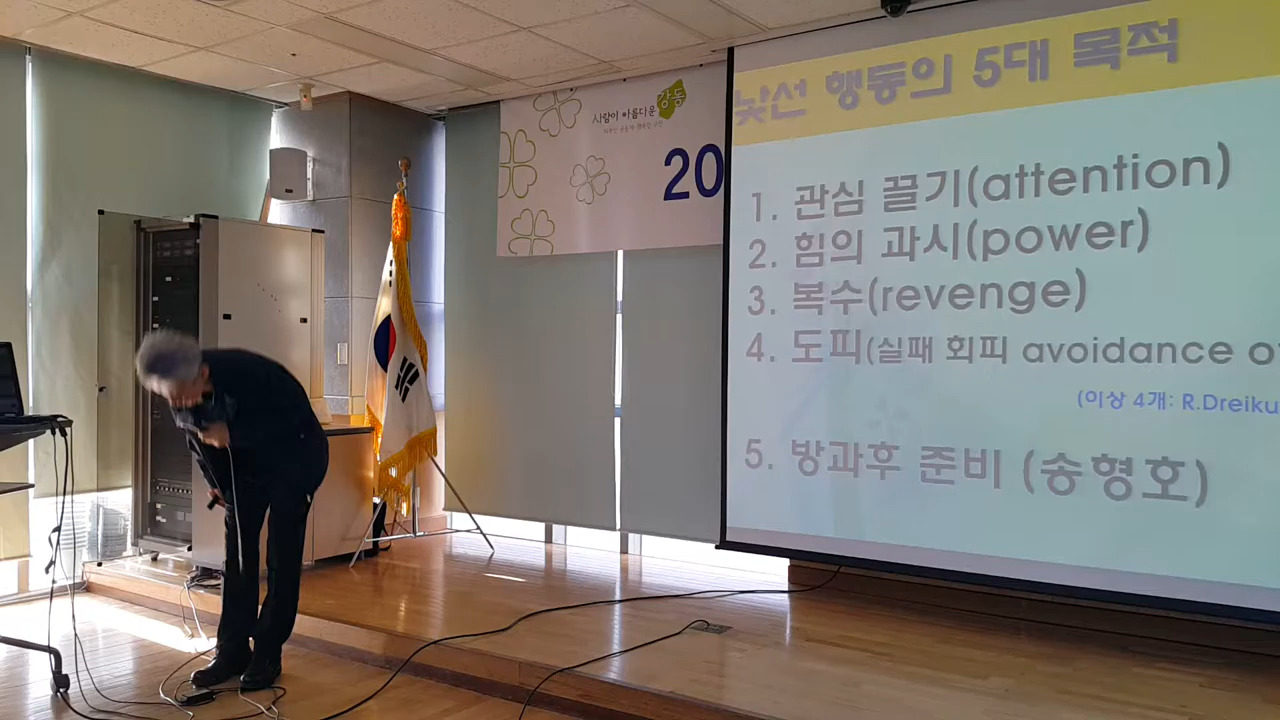 사람이 아름다운 강동
20
낯선 행동의 5대 목적
1. 관심 끌기(attention)
2. 힘의 과시(power)
3. 복수(revenge)
4. 도피(실패 회피 avoidance o
(이상 4개: R.Dreiku
5. 방과후 준비 (송형호)